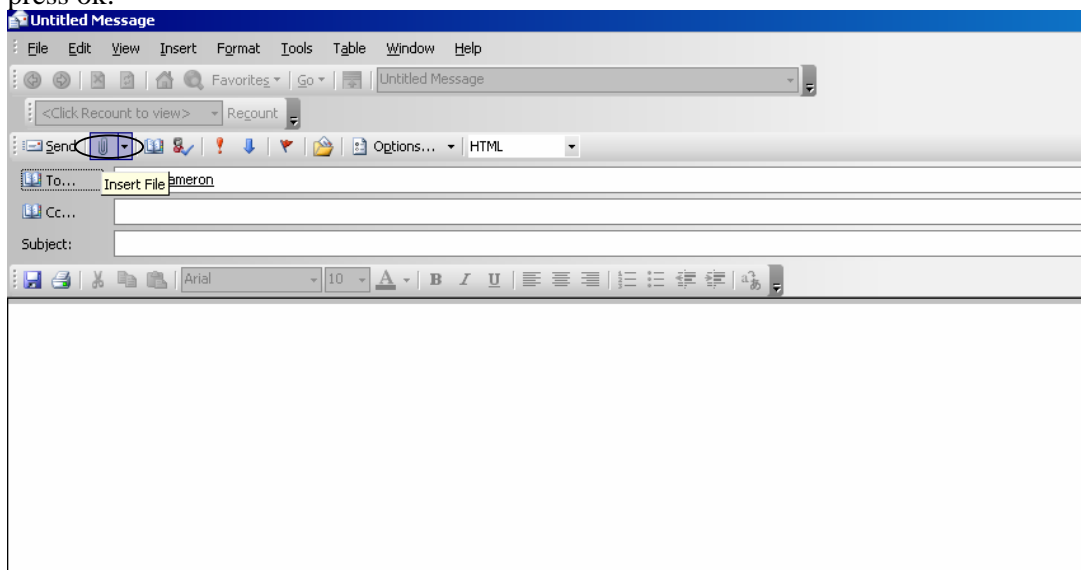 press ok.
Untitled Message
File Edit View Insert Format Tools Table Window Help
Favorites Go Untitled Message
<Click Recount to view> Recount
Send Options... HTML
To... ameron
Insert File
Cc...
Subject:
Arial 10 A B I U